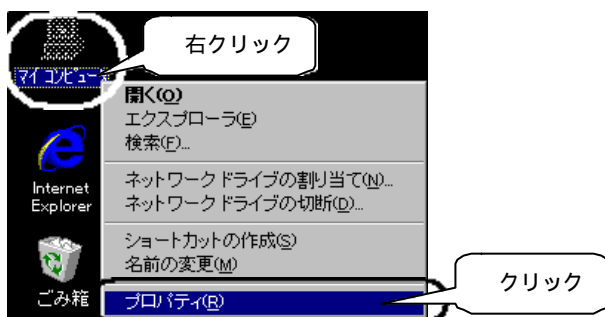 右クリック
マイ コンピュータ
開く(O)
エクスプローラ(E)
検索(F)...
ネットワーク ドライブの割り当て(N)...
ネットワーク ドライブの切断(D)...
ショートカットの作成(S)
名前の変更(M)
プロパティ(R)
クリック
Internet
Explorer
ごみ箱